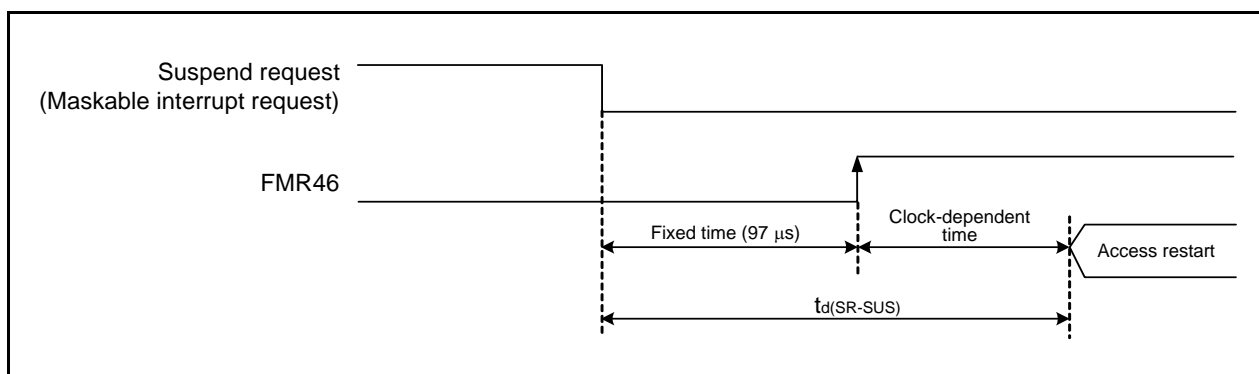 Suspend request
(Maskable interrupt request)
FMR46
Fixed time (97 μs)
Clock-dependent
time
Access restart
td(SR-SUS)